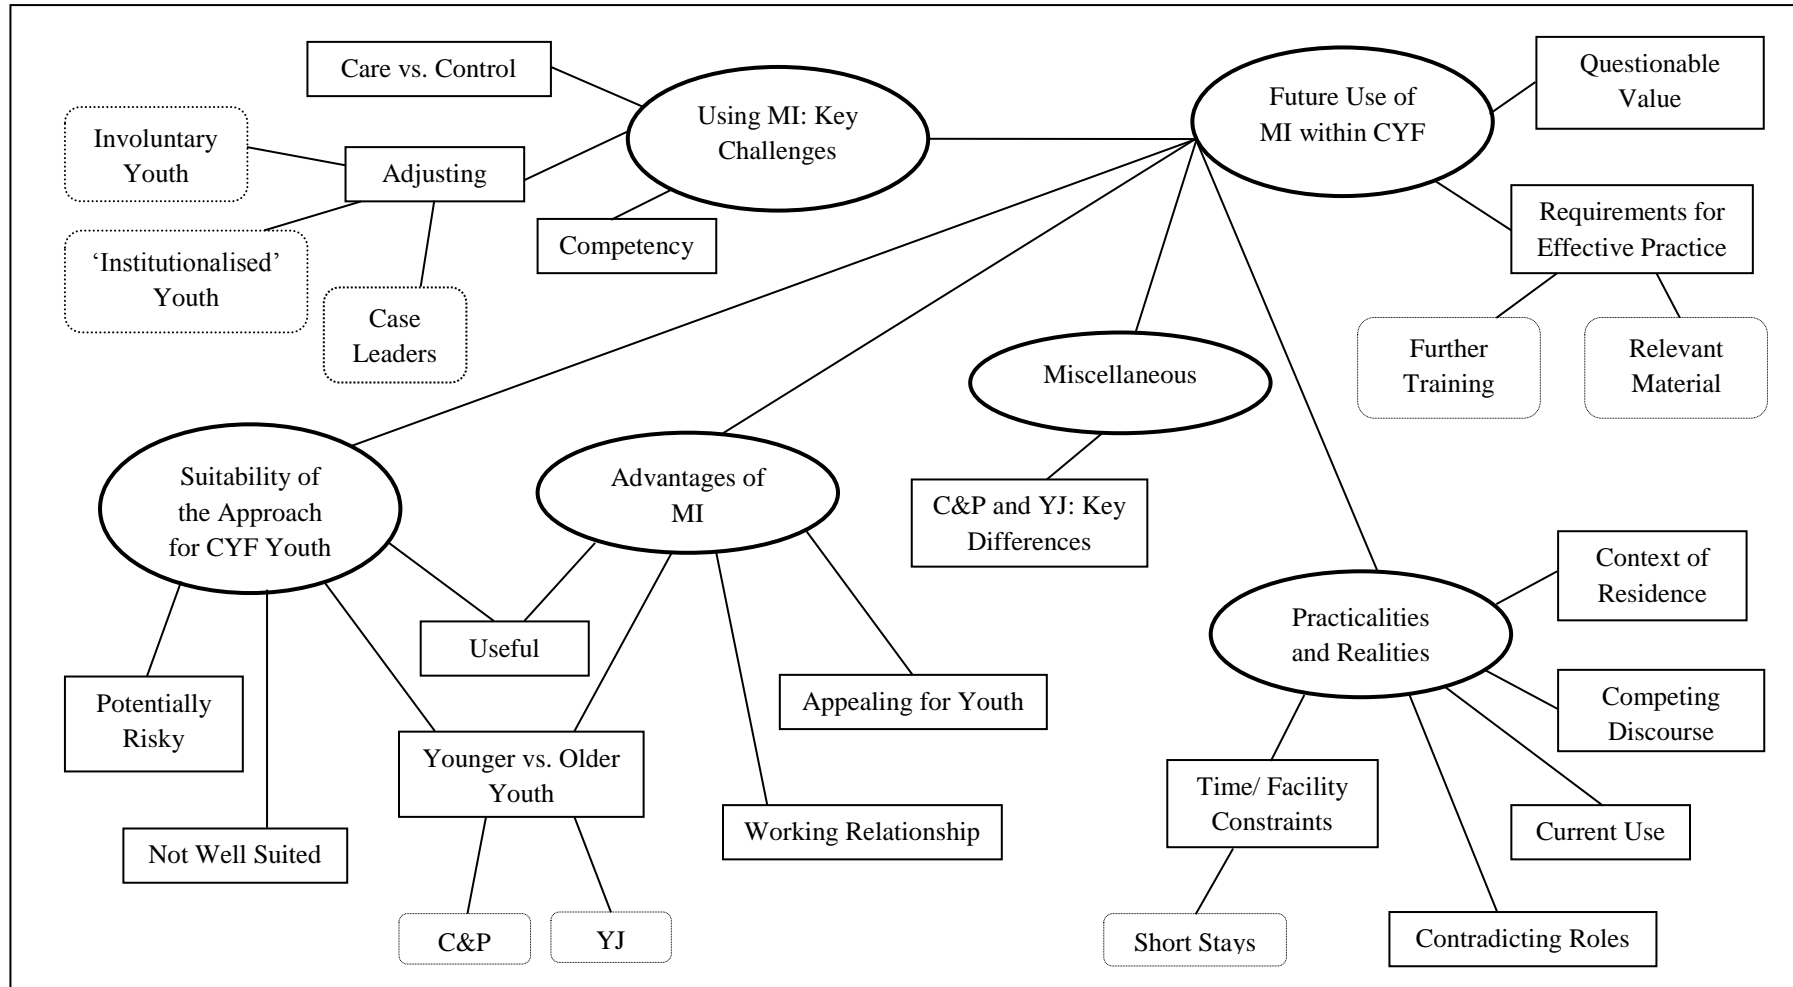 Care vs. Control
Using MI: Key
Challenges
Future Use of
MI within CYF
Questionable
Value
Involuntary
Youth
Adjusting
Competency
Requirements for
Effective Practice
‘Institutionalised’
Youth
Case
Leaders
Further
Training
Relevant
Material
Miscellaneous
Suitability of
the Approach
for CYF Youth
Advantages of
MI
C&P and YJ: Key
Differences
Context of
Residence
Practicalities
and Realities
Useful
Potentially
Risky
Appealing for Youth
Competing
Discourse
Younger vs. Older
Youth
Time/ Facility
Constraints
Not Well Suited
Working Relationship
Current Use
C&P
YJ
Short Stays
Contradicting Roles